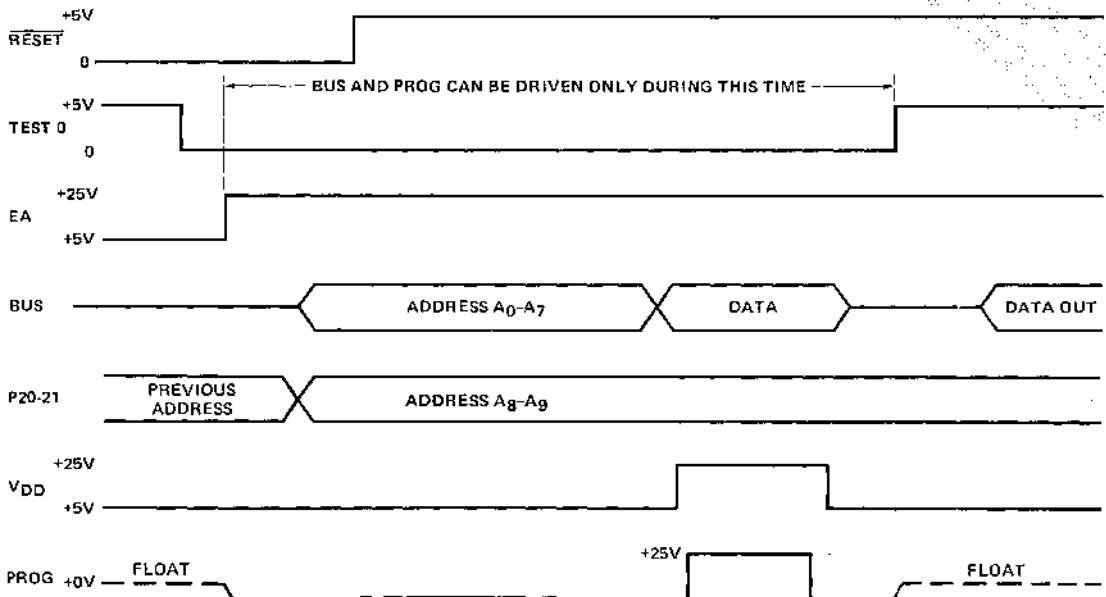 +5V
RESET
0
BUS AND PROG CAN BE DRIVEN ONLY DURING THIS TIME
+5V
TEST 0
0
+25V
EA
+5V
BUS
ADDRESS A0-A7
DATA
DATA OUT
P20-21
PREVIOUS
ADDRESS
ADDRESS A8-A9
+25V
VDD
+5V
+25V
PROG +0V
FLOAT
FLOAT